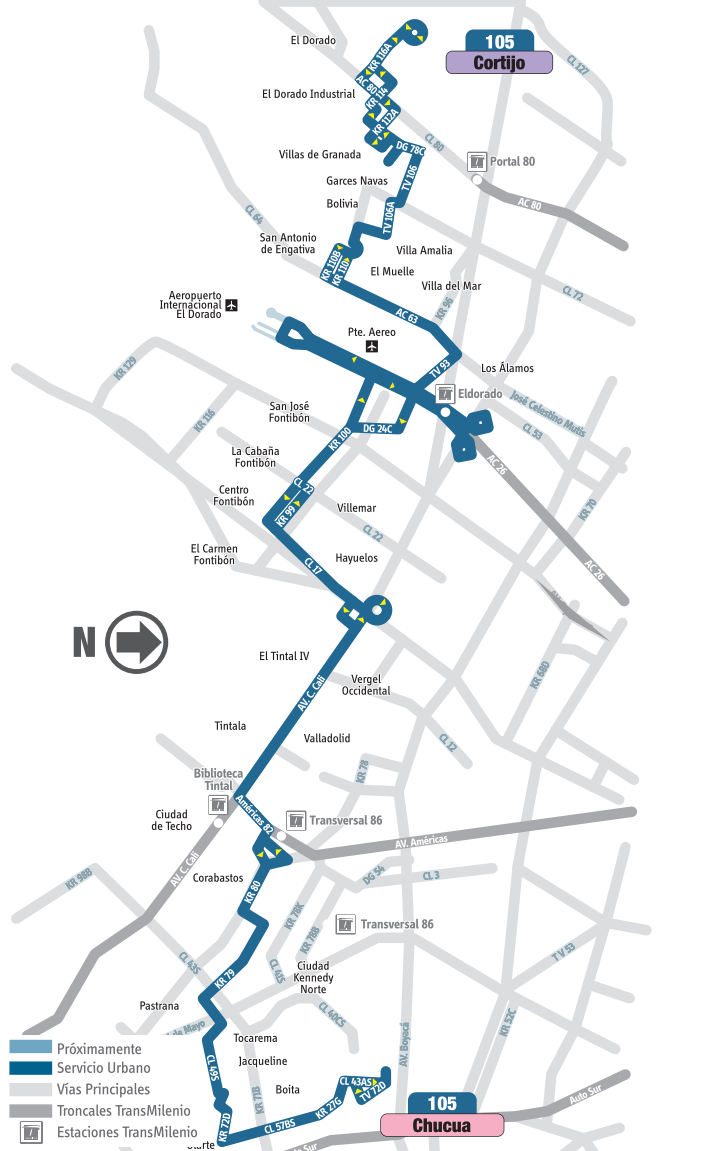 El Dorado
105
Cortijo
KR 116A
CL 127
AC 80
El Dorado Industrial
KR 114
KR 112A
CL 80
Villas de Granada
DG 78C
Portal 80
TV 106
Garces Navas
AC 80
Bolivia
TV 106A
CL 64
San Antonio
de Engativa
Villa Amalia
KR 110B
KR 110
El Muelle
Villa del Mar
CL 72
Aeropuerto
Internacional
El Dorado
KR 96
AC 63
Pte. Aereo
KR 129
TV 93
Los Álamos
Eldorado
José Celestino Mutis
San José
Fontibón
KR 116
DG 24C
CL 53
KR 100
La Cabaña
Fontibón
AC 26
CL 22
Centro
Fontibón
KR 99
Villemar
KR 70
CL 22
El Carmen
Fontibón
Hayuelos
CL 17
AC 26
N
El Tintal IV
KR 68D
Vergel
Occidental
AV. C. Cali
Tintala
Valladolid
CL 12
KR 78
Biblioteca
Tintal
Américas 82
Ciudad
de Techo
Transversal 86
AV. Américas
AV. C. Cali
Corabastos
KR 98B
KR 80
DG 54
CL 3
KR 78K
KR 78B
Transversal 86
CL 43S
CL 46S
TV 53
Ciudad
Kennedy
Norte
KR 79
Pastrana
CL 40CS
KR 52C
de Mayo
Tocarema
AV. Boyacá
Próximamente
Jacqueline
CL 49S
Servicio Urbano
Vías Principales
Boita
CL 43AS
TV 72D
KR 72B
Auto Sur
Troncales TransMilenio
KR 27G
105
Chucua
CL 57BS
KR 72D
Estaciones TransMilenio